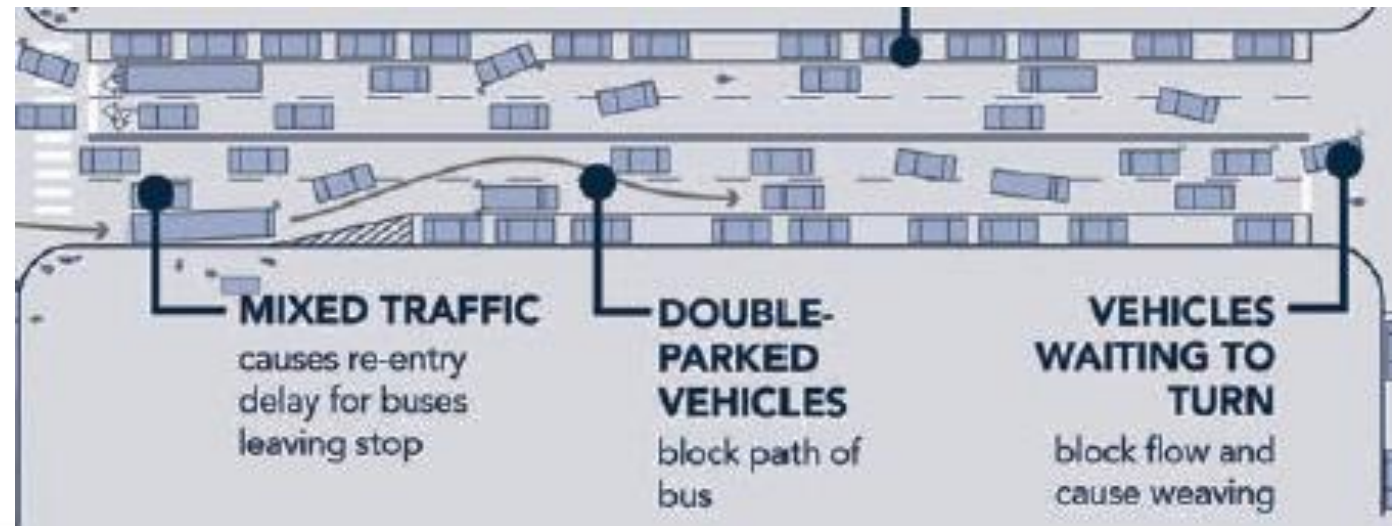 MIXED TRAFFIC
causes re-entry
delay for buses
leaving stop
DOUBLE-
PARKED
VEHICLES
block path of
bus
VEHICLES
WAITING TO
TURN
block flow and
cause weaving